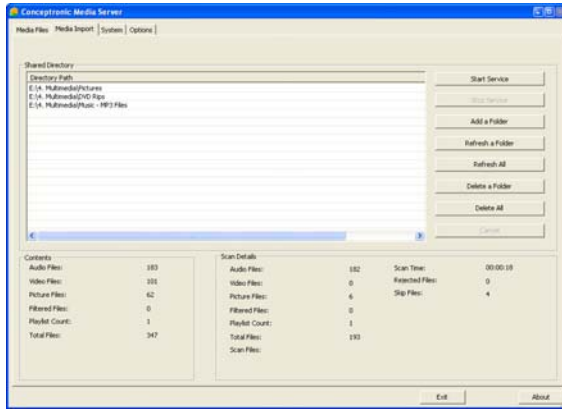 Conceptronic Media Server
Media Files Media Import System Options
Shared Directory
Directory Path
E:\4. Multimedia\Pictures
E:\4. Multimedia\DVD Rips
E:\4. Multimedia\Music - MP3 Files
Start Service
Stop Service
Add a Folder
Refresh a Folder
Refresh All
Delete a Folder
Delete All
Cancel
Contents
Audio Files: 183
Video Files: 101
Picture Files: 62
Filtered Files: 0
Playlist Count: 1
Total Files: 347
Scan Details
Audio Files: 182
Video Files: 0
Picture Files: 6
Filtered Files: 0
Playlist Count: 1
Total Files: 193
Scan Files:
Scan Time: 00:00:18
Rejected Files: 0
Skip Files: 4
Exit About